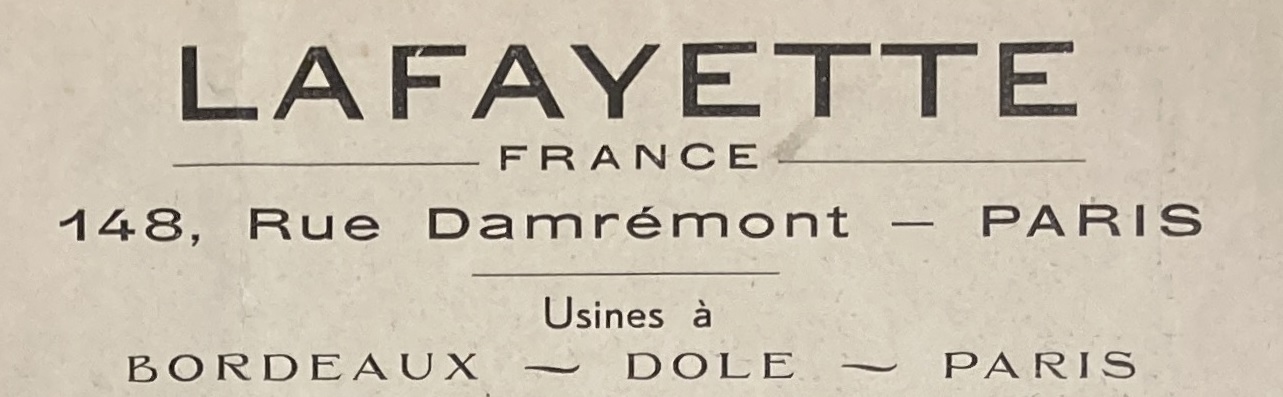 LAFAYETTE
FRANCE
148, Rue Damrémont — PARIS
Usines à
BORDEAUX ~ DOLE ~ PARIS